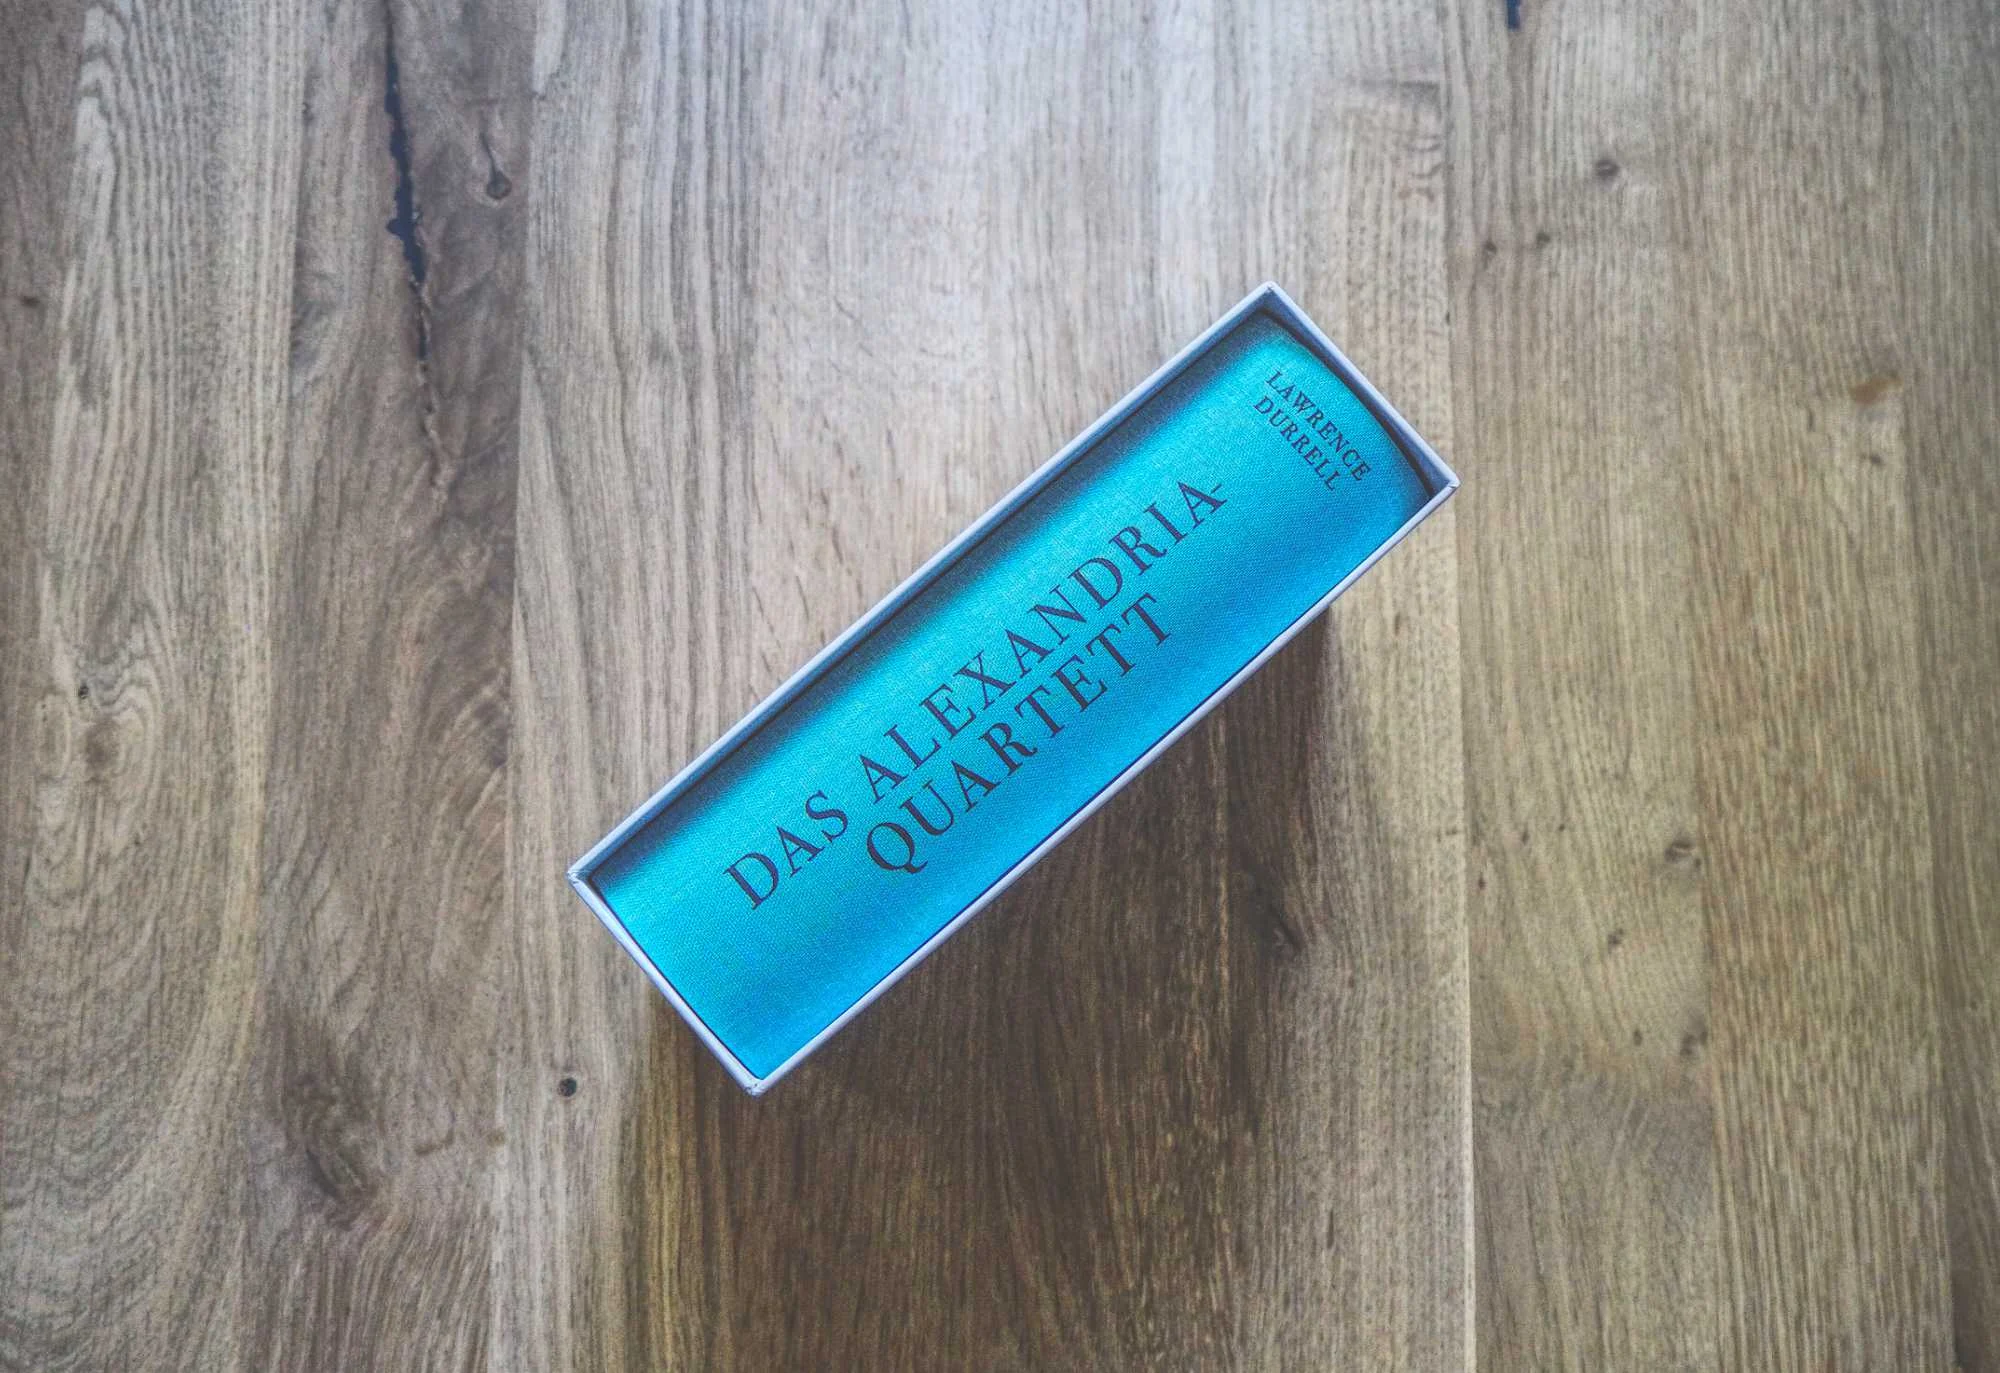 LAWRENCE
DURRELL
DAS ALEXANDRIA-
QUARTETT